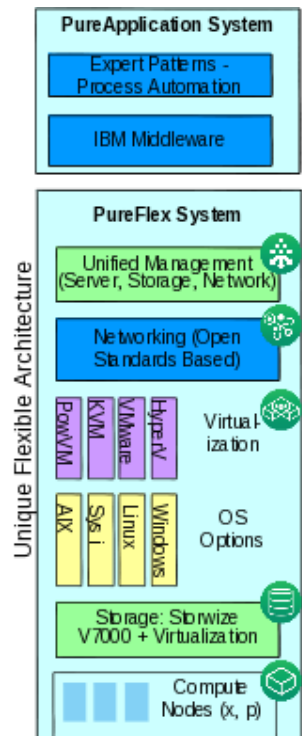 PureApplication System
Expert Patterns -
Process Automation
IBM Middleware
Unique Flexible Architecture
PureFlex System
Unified Management
(Server, Storage, Network)
Networking (Open
Standards Based)
PowVM
KVM
VMware
HyperV
Virtual-
ization
AIX
Sys i
Linux
Windows
OS
Options
Storage: Storwize
V7000 + Virtualization
Compute
Nodes (x, p)